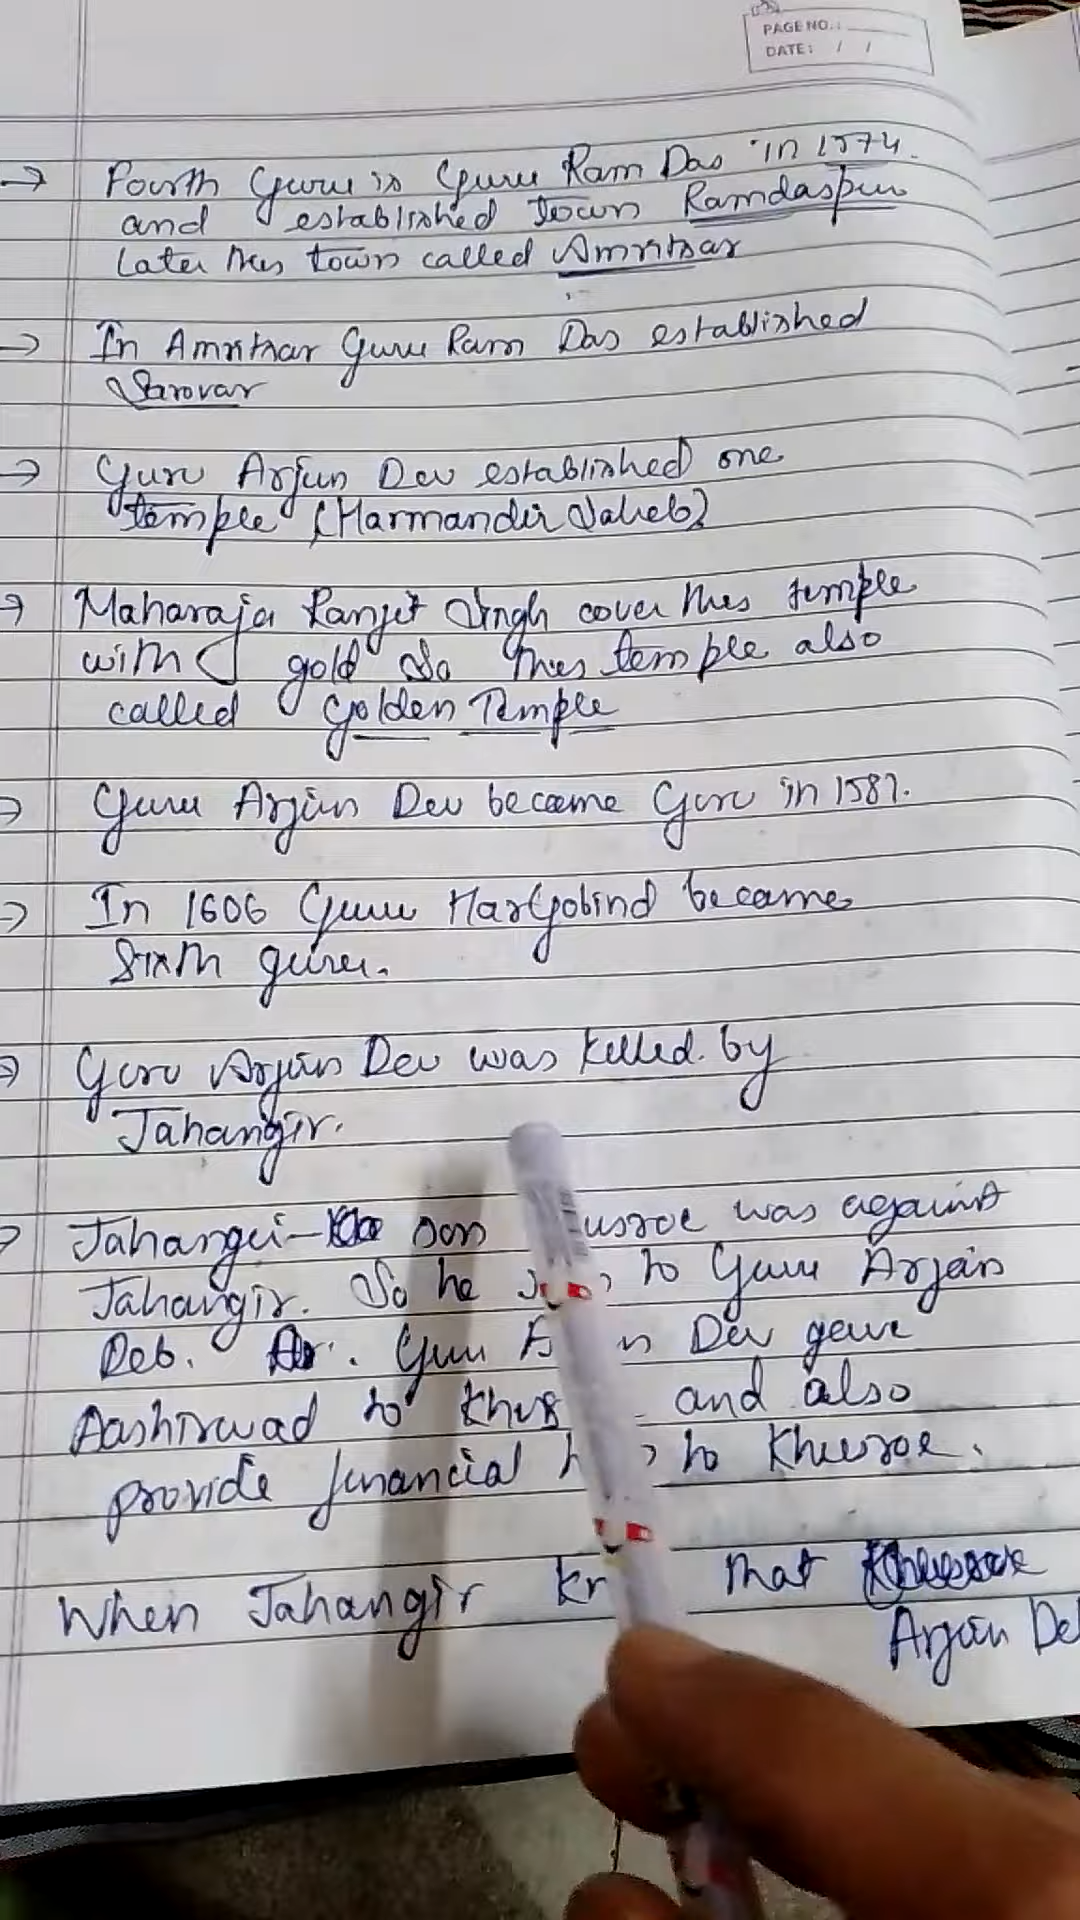 PAGE NO.:
DATE: / /
→ Fourth Guru is Guru Ram Das in 1574.
and established town Ramdaspur
Later this town called Amritsar
→ In Amritsar Guru Ram Das established
Sarovar
→ Guru Arjun Dev established one
temple (Harmandir Saheb)
→ Maharaja Ranjit Singh cover this temple
with gold So this temple also
called Golden Temple
→ Guru Arjun Dev became Guru in 1581.
→ In 1606 Guru HarGobind became
Sixth guru.
→ Guru Arjun Dev was killed by
Jahangir.
→ Jahangir son was against
Jahangir. So he to Guru Arjan
Deb. Guru Dev gave
Aashirwad to and also
provide financial to Khusroe.
When Jahangir that
Arjun De